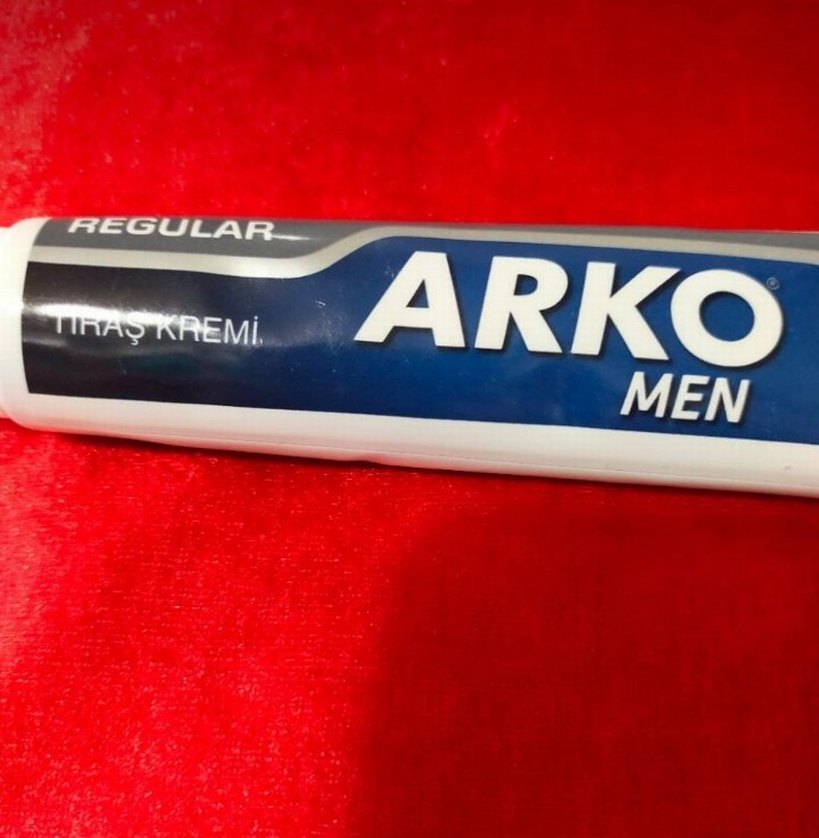 REGULAR
TIRAŞ KREMİ
ARKO®
MEN